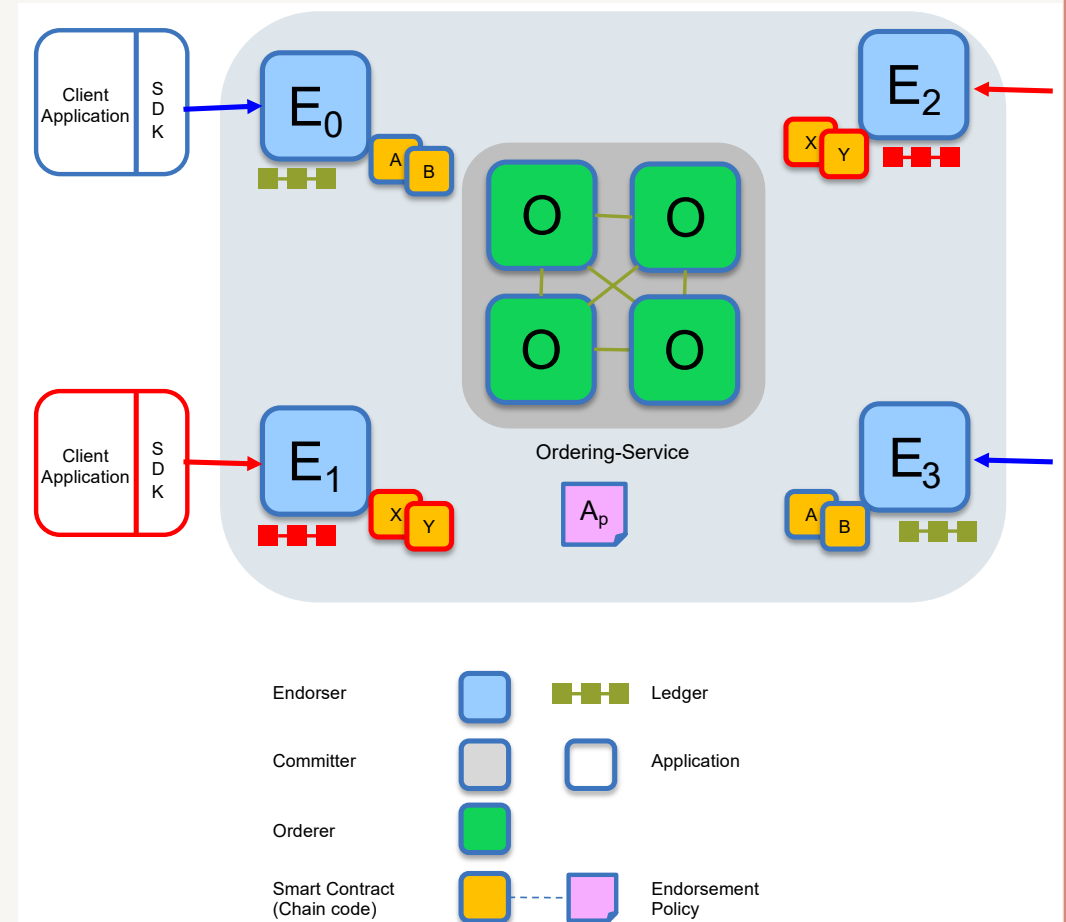 Client
Application
S
D
K
E0
A
B
E2
X
Y
O
O
O
O
Ordering-Service
Client
Application
S
D
K
E1
X
Y
Ap
E3
A
B
Endorser
Ledger
Committer
Application
Orderer
Smart Contract
(Chain code)
Endorsement
Policy